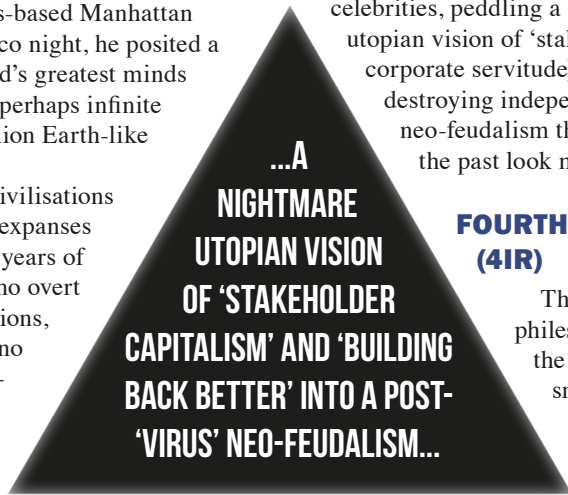 s-based Manhattan
co night, he posited a
d's greatest minds
perhaps infinite
ion Earth-like
ivilisations
expanses
years of
no overt
ions,
no
-
...A
NIGHTMARE
UTOPIAN VISION
OF ‘STAKEHOLDER
CAPITALISM’ AND ‘BUILDING
BACK BETTER’ INTO A POST-
‘VIRUS’ NEO-FEUDALISM...
celebrities, peddling a
utopian vision of ‘stal
corporate servitude
destroying indepe
neo-feudalism th
the past look n
FOURTH
(4IR)
Th
philes
the
sn